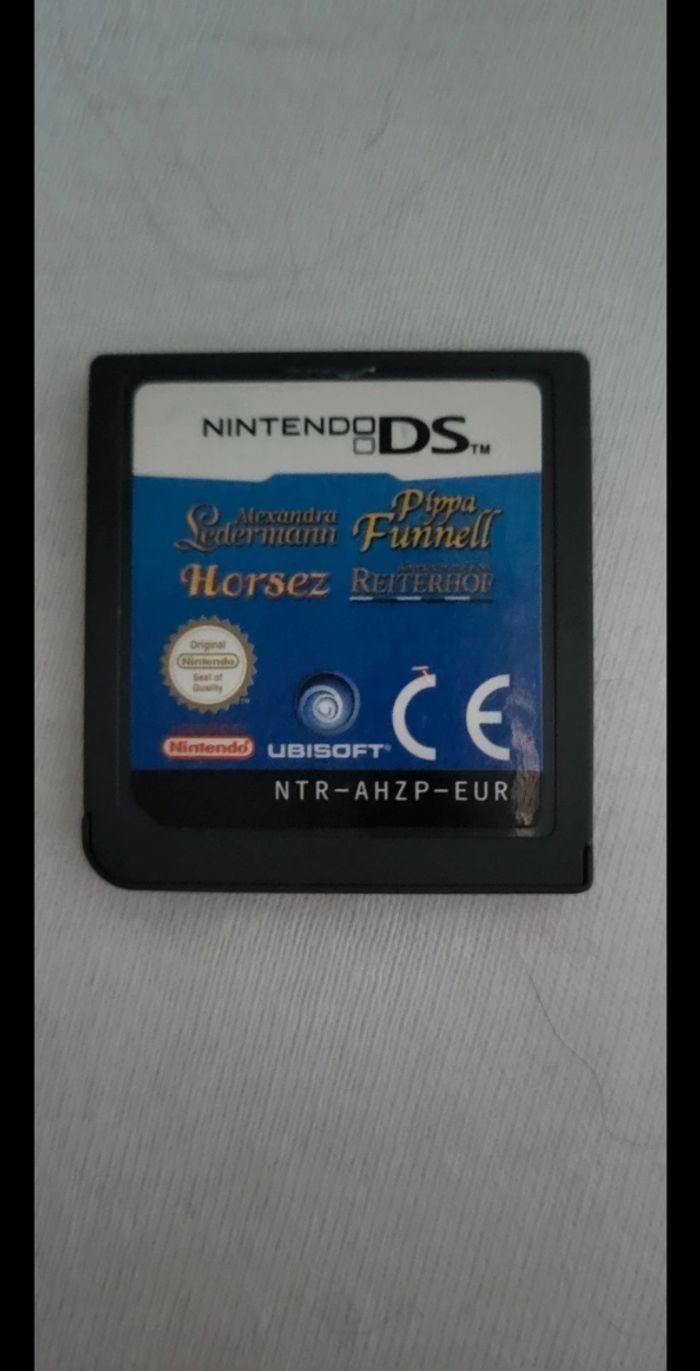 NINTENDO DS™
Alexandra Ledermann
Pippa Funnell
Horsez
REITERHOF
Original
Nintendo
Seal of
Quality
TM
Nintendo
UBISOFT®
CE
NTR-AHZP-EUR